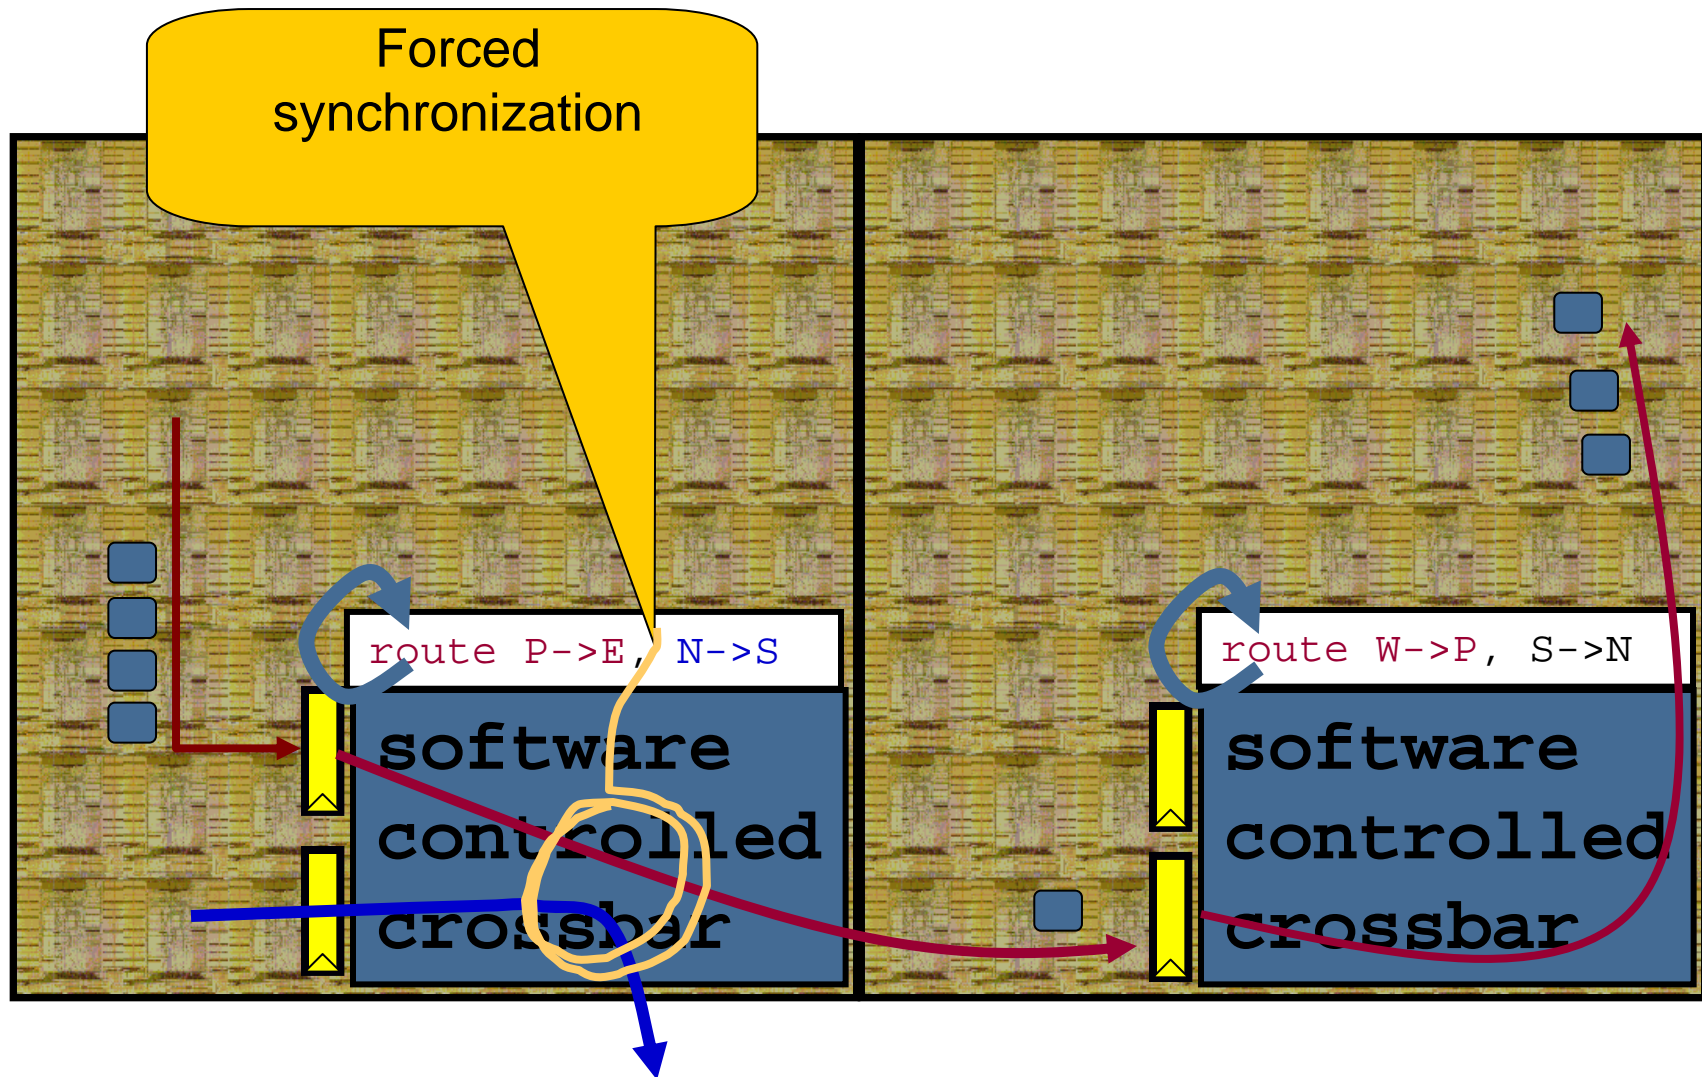 Forced
synchronization
route P->E, N->S
software
controlled
crossbar
route W->P, S->N
software
controlled
crossbar